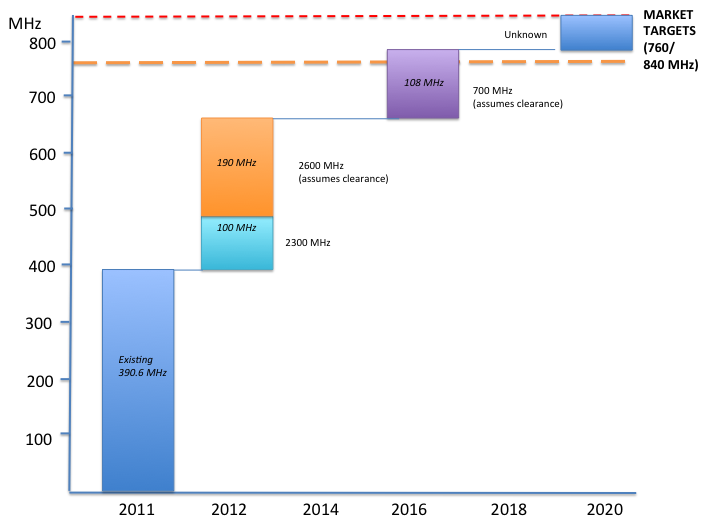 MHz
MARKET
TARGETS
(760/
840 MHz)
800
Unknown
108 MHz
700 MHz
(assumes clearance)
700
600
190 MHz
2600 MHz
(assumes clearance)
500
100 MHz
2300 MHz
400
300
Existing
390.6 MHz
200
100
2011 2012 2014 2016 2018 2020